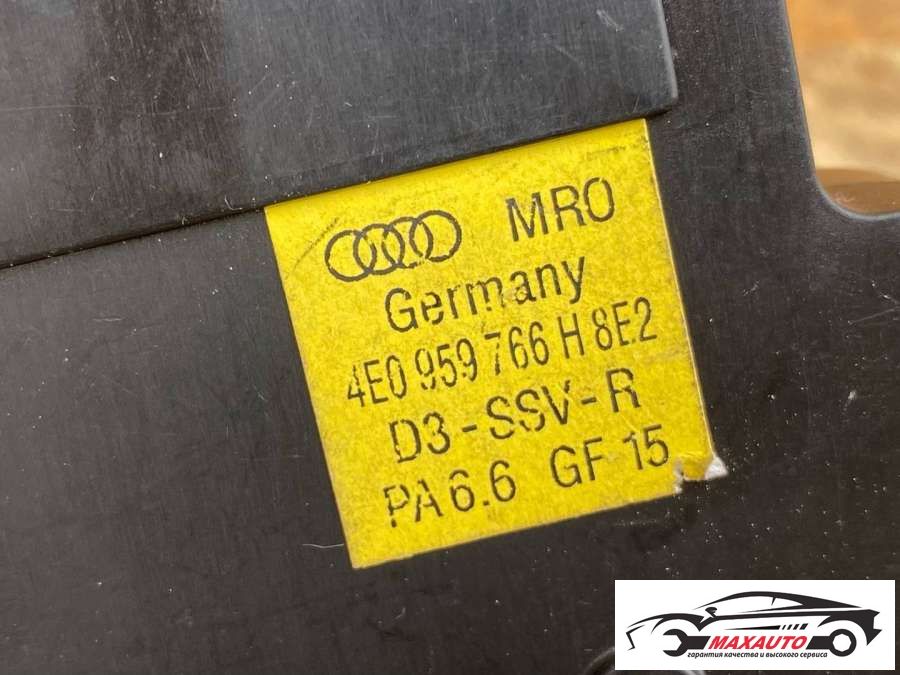 MRO
Germany
4E0 959 766 H 8E2
D3-SSV-R
PA 6.6 GF 15
MAXAUTO
гарантия качества и высокого сервиса